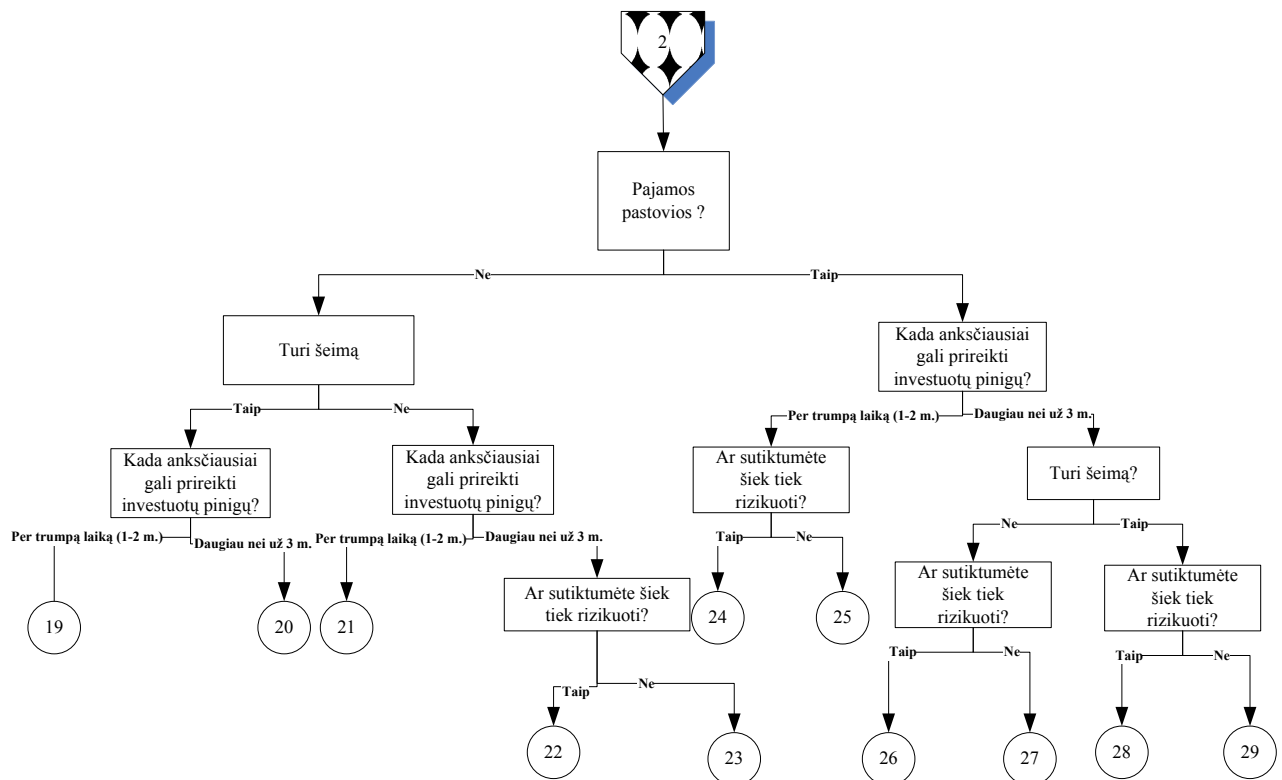 2
Pajamos
pastovios ?
Ne
Taip
Turi šeimą
Kada anksčiausiai
gali prireikti
investuotų pinigų?
Taip
Ne
Per trumpą laiką (1-2 m.)
Daugiau nei už 3 m.
Kada anksčiausiai
gali prireikti
investuotų pinigų?
Kada anksčiausiai
gali prireikti
investuotų pinigų?
Ar sutiktumėte
šiek tiek
rizikuoti?
Turi šeimą?
Per trumpą laiką (1-2 m.)
Daugiau nei už 3 m.
Per trumpą laiką (1-2 m.)
Daugiau nei už 3 m.
Taip
Ne
Ne
Taip
19
20
21
Ar sutiktumėte šiek
tiek rizikuoti?
24
25
Ar sutiktumėte
šiek tiek
rizikuoti?
Ar sutiktumėte
šiek tiek
rizikuoti?
Taip
Ne
Taip
Ne
Taip
Ne
22
23
26
27
28
29